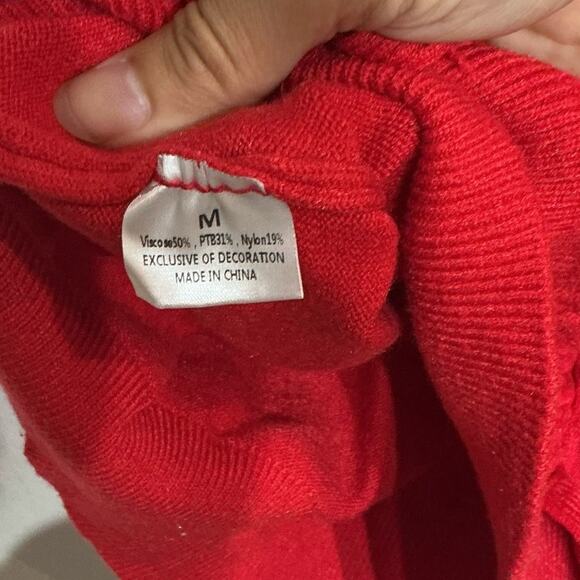 M
Viscose50% , PTB31% , Nylon19%
EXCLUSIVE OF DECORATION
MADE IN CHINA